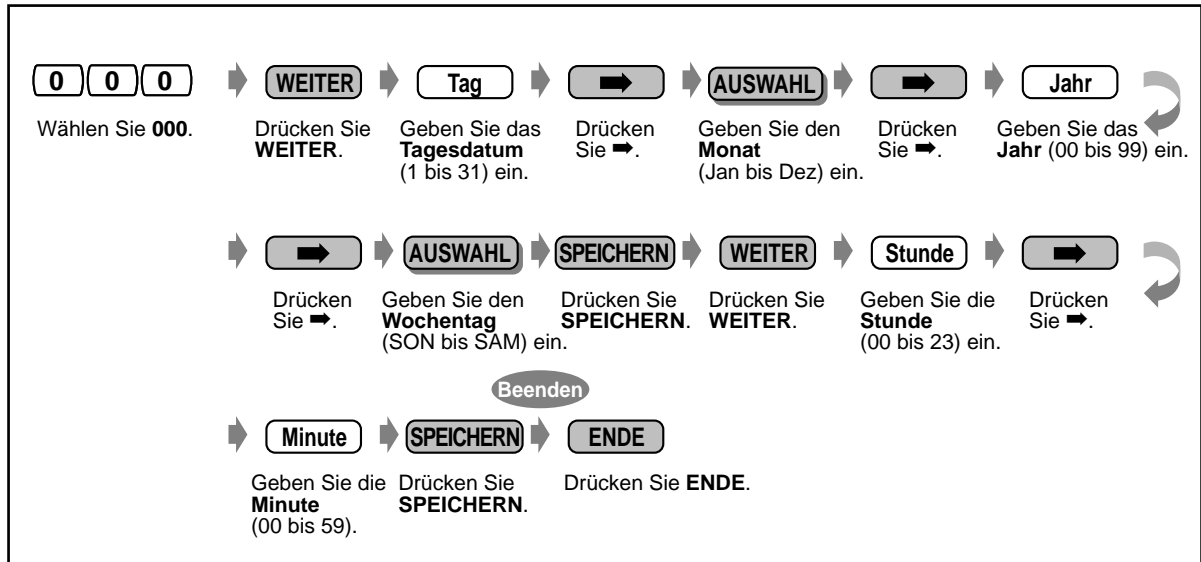 0 0 0 WEITER Tag ➡ AUSWAHL ➡ Jahr
Wählen Sie 000.
Drücken Sie
WEITER.
Geben Sie das
Tagesdatum
(1 bis 31) ein.
Drücken
Sie ➡.
Geben Sie den
Monat
(Jan bis Dez) ein.
Drücken
Sie ➡.
Geben Sie das
Jahr (00 bis 99) ein.
➡ AUSWAHL SPEICHERN WEITER Stunde ➡
Drücken
Sie ➡.
Geben Sie den
Wochentag
(SON bis SAM) ein.
Drücken Sie
SPEICHERN.
Drücken Sie
WEITER.
Geben Sie die
Stunde
(00 bis 23) ein.
Drücken
Sie ➡.
Beenden
Minute SPEICHERN ENDE
Geben Sie die
Minute
(00 bis 59).
Drücken Sie
SPEICHERN.
Drücken Sie ENDE.